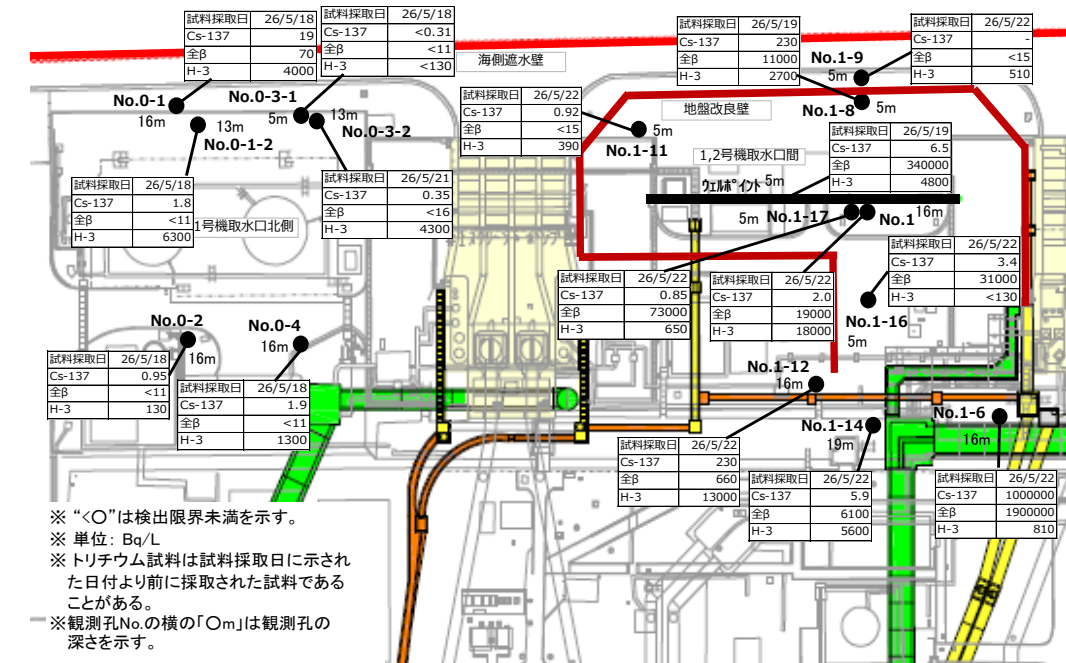 試料採取日 26/5/18
Cs-137 19
全β 70
H-3 4000
試料採取日 26/5/18
Cs-137 <0.31
全β <11
H-3 <130
海側遮水壁
試料採取日 26/5/19
Cs-137 230
全β 11000
H-3 2700
試料採取日 26/5/22
Cs-137 -
全β <15
H-3 510
No.0-1
16m
13m
No.0-1-2
No.0-3-1
5m
13m
No.0-3-2
試料採取日 26/5/22
Cs-137 0.92
全β <15
H-3 390
5m
No.1-11
地盤改良壁
No.1-9
5m
No.1-8
5m
1,2号機取水口間
試料採取日 26/5/19
Cs-137 6.5
全β 340000
H-3 4800
試料採取日 26/5/18
Cs-137 1.8
全β <11
H-3 6300
1号機取水口北側
試料採取日 26/5/21
Cs-137 0.35
全β <16
H-3 4300
ウェルポイント 5m
5m No.1-17
No.1 16m
試料採取日 26/5/22
Cs-137 0.85
全β 73000
H-3 650
試料採取日 26/5/22
Cs-137 2.0
全β 19000
H-3 18000
試料採取日 26/5/22
Cs-137 3.4
全β 31000
H-3 <130
No.1-16
5m
No.0-2
16m
No.0-4
16m
試料採取日 26/5/18
Cs-137 0.95
全β <11
H-3 130
試料採取日 26/5/18
Cs-137 1.9
全β <11
H-3 1300
No.1-12
16m
No.1-14
19m
No.1-6
16m
試料採取日 26/5/22
Cs-137 230
全β 660
H-3 13000
試料採取日 26/5/22
Cs-137 5.9
全β 6100
H-3 5600
試料採取日 26/5/22
Cs-137 1000000
全β 1900000
H-3 810
※ “<〇”は検出限界未満を示す。
※ 単位: Bq/L
※ トリチウム試料は試料採取日に示され
た日付より前に採取された試料である
ことがある。
※観測孔No.の横の「〇m」は観測孔の
深さを示す。